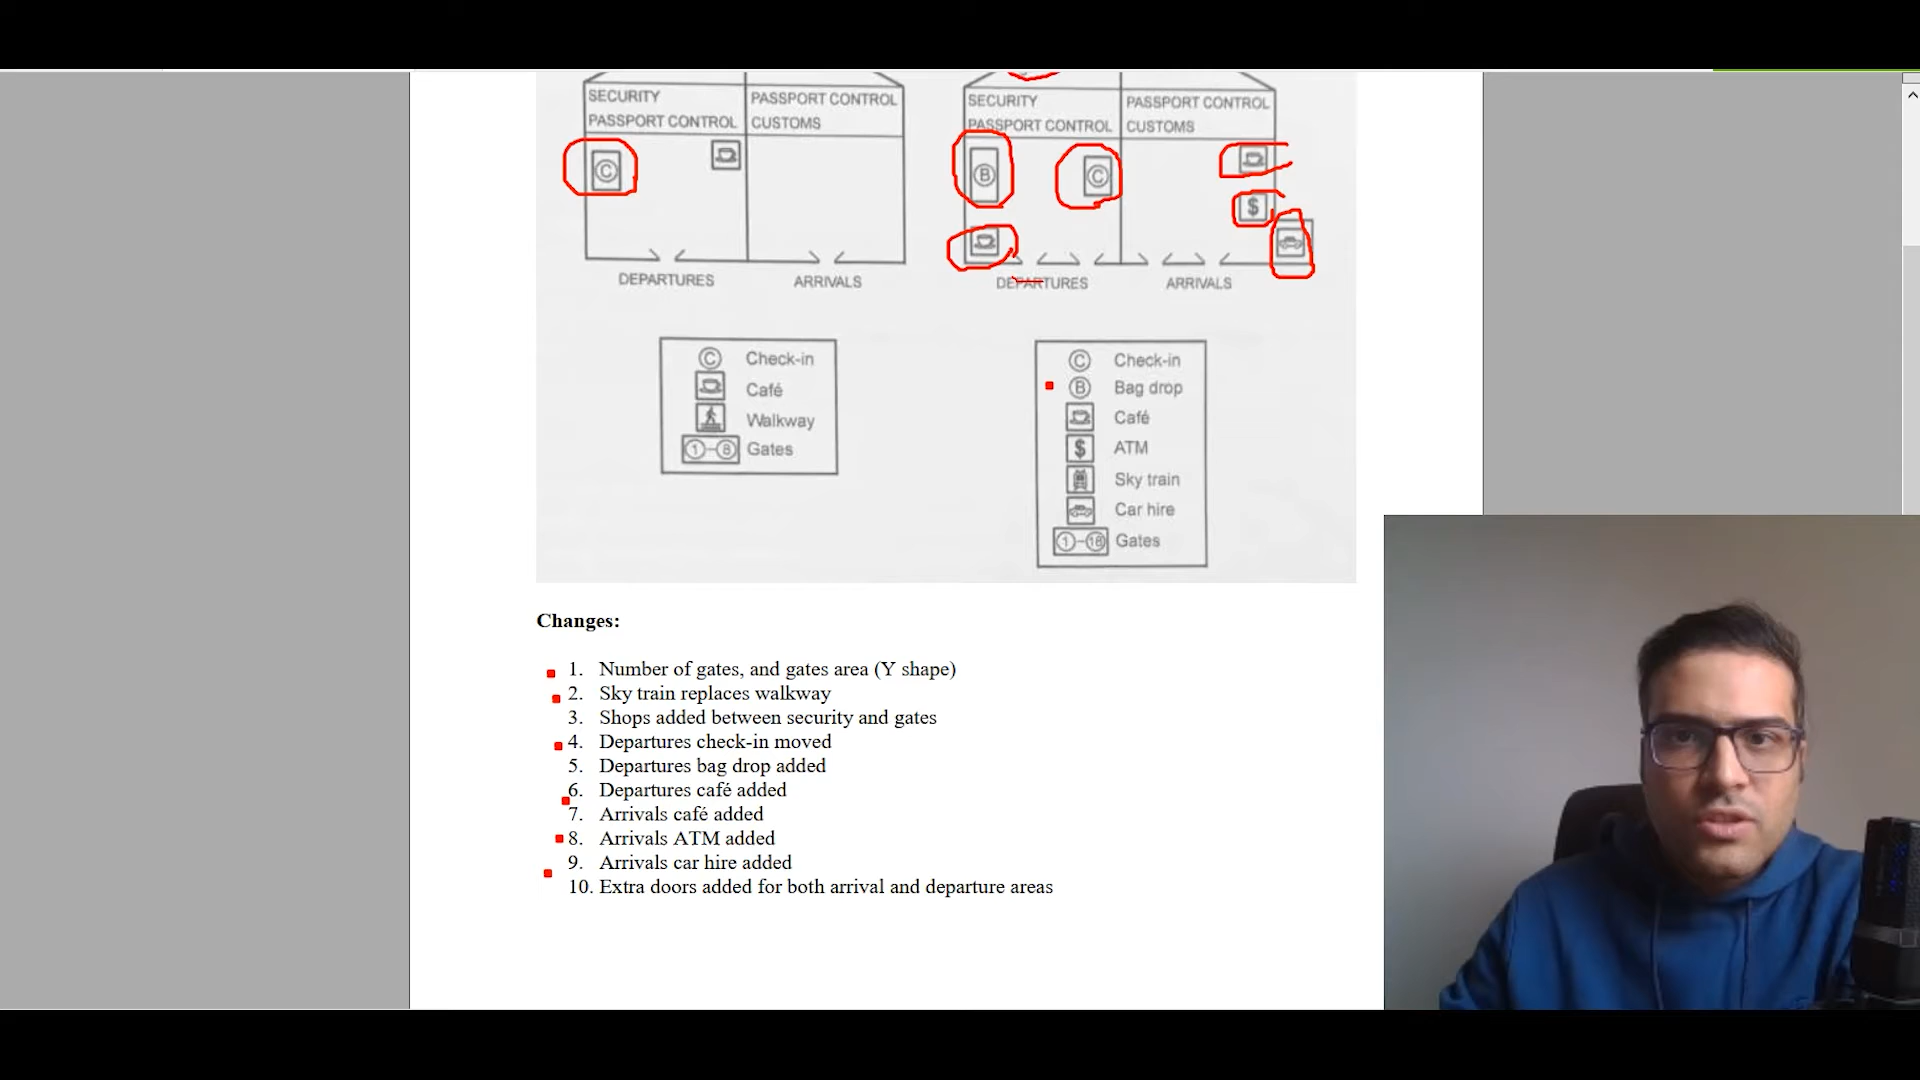 SECURITY
PASSPORT CONTROL
PASSPORT CONTROL
CUSTOMS
C
DEPARTURES
ARRIVALS
SECURITY
PASSPORT CONTROL
PASSPORT CONTROL
CUSTOMS
B
C
$
DEPARTURES
ARRIVALS
C Check-in
Café
Walkway
1-8 Gates
C Check-in
B Bag drop
Café
$ ATM
Sky train
Car hire
1-18 Gates
Changes:
1. Number of gates, and gates area (Y shape)
2. Sky train replaces walkway
3. Shops added between security and gates
4. Departures check-in moved
5. Departures bag drop added
6. Departures café added
7. Arrivals café added
8. Arrivals ATM added
9. Arrivals car hire added
10. Extra doors added for both arrival and departure areas